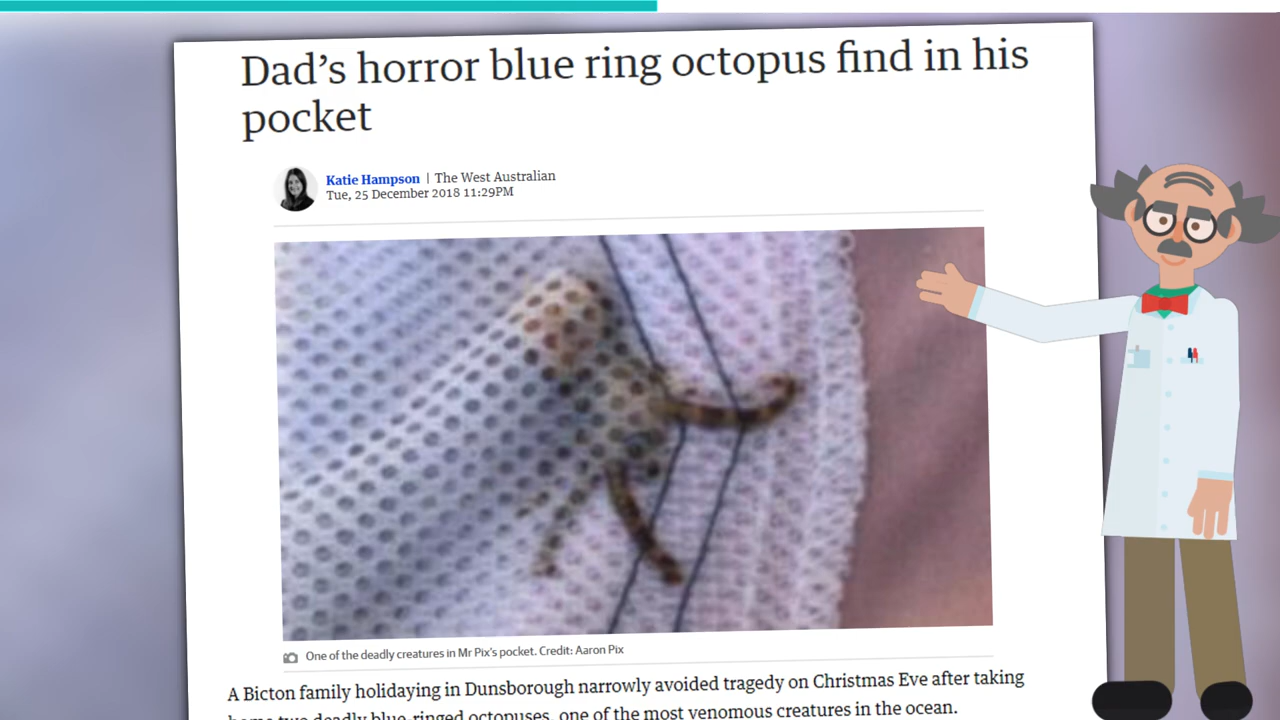 Dad’s horror blue ring octopus find in his
pocket
Katie Hampson | The West Australian
Tue, 25 December 2018 11:29PM
One of the deadly creatures in Mr Pix's pocket. Credit: Aaron Pix
A Bicton family holidaying in Dunsborough narrowly avoided tragedy on Christmas Eve after taking
home two deadly blue-ringed octopuses, one of the most venomous creatures in the ocean.